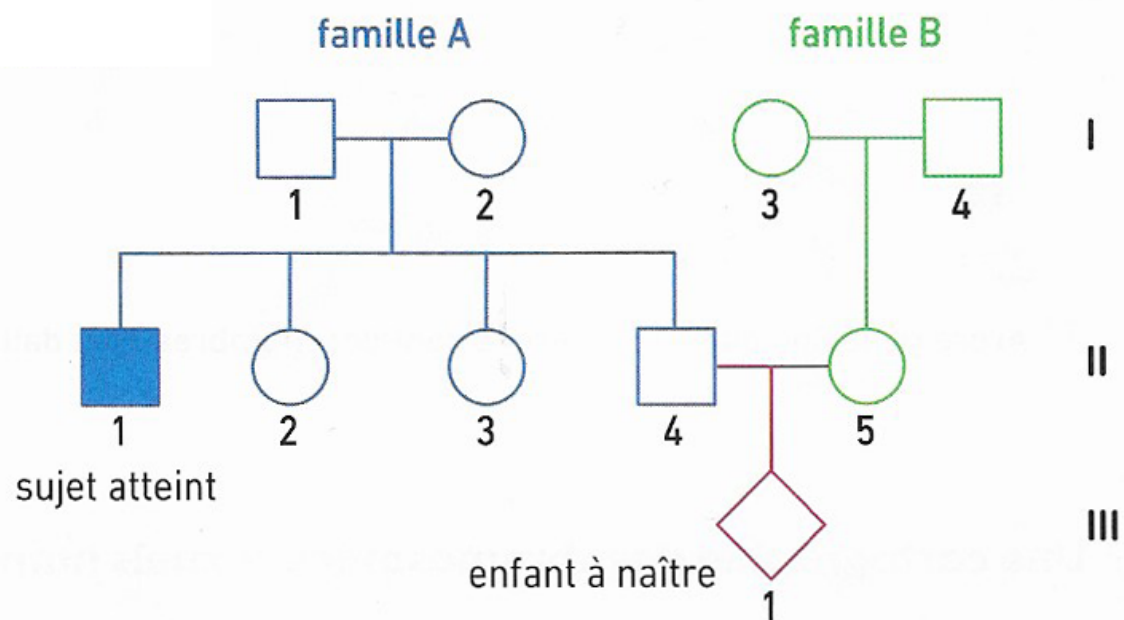 famille A famille B
I
1 2 3 4
II
1 2 3 4 5
sujet atteint
III
enfant à naître
1